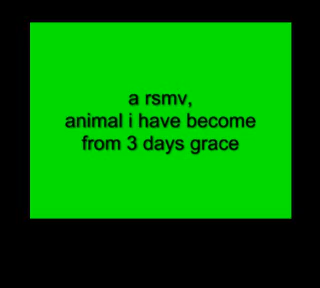 a rsmv,
animal i have become
from 3 days grace